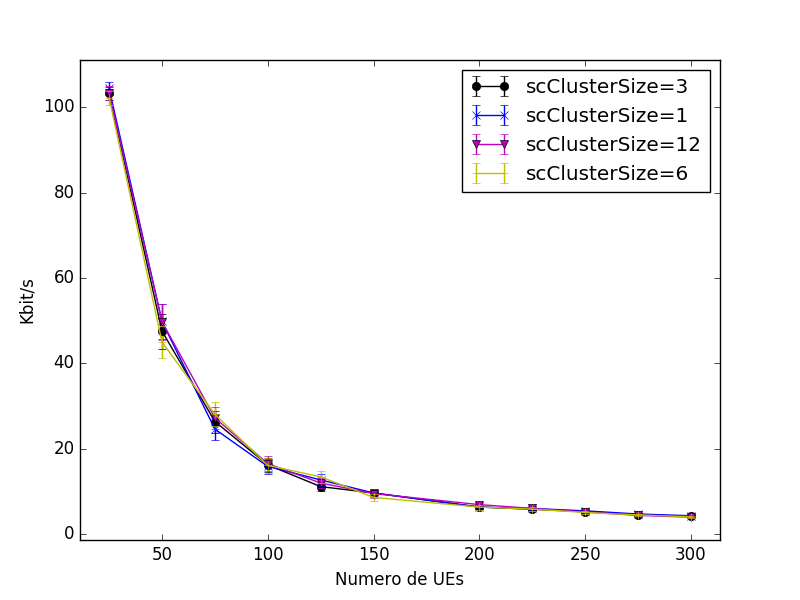 100
80
60
40
20
0
Kbit/s
scClusterSize=3
scClusterSize=1
scClusterSize=12
scClusterSize=6
50 100 150 200 250 300
Numero de UEs